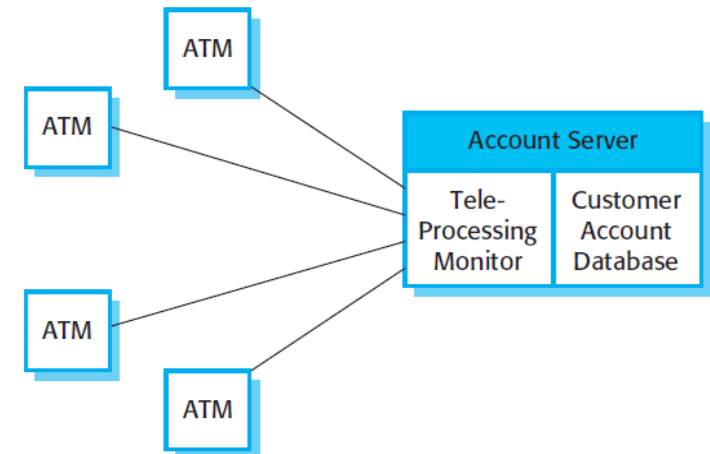 ATM
ATM
Account Server
Tele-
Processing
Monitor
Customer
Account
Database
ATM
ATM